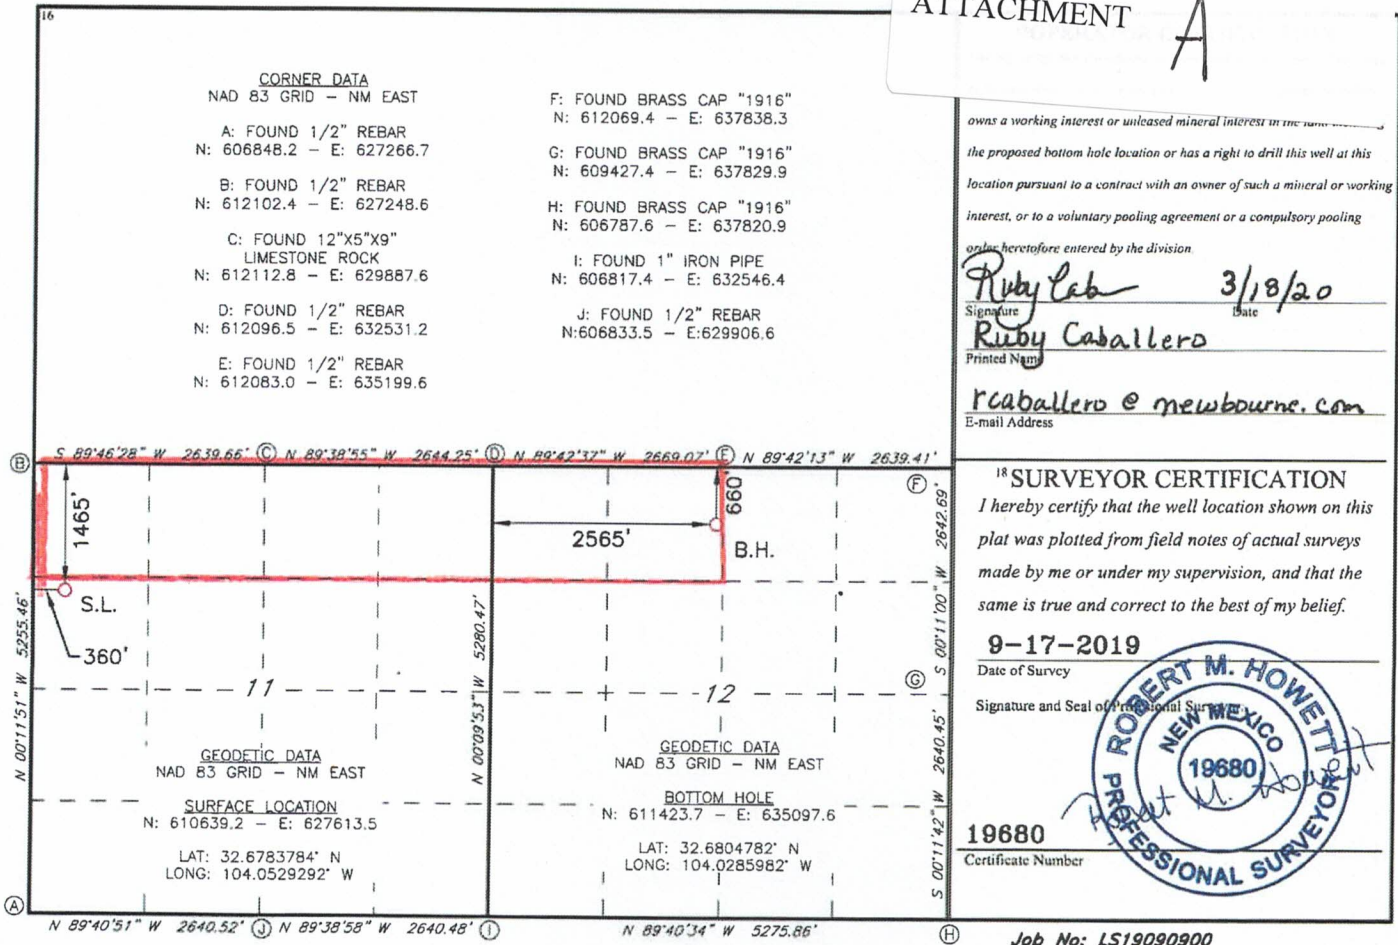 16
ATTACHMENT A
CORNER DATA
NAD 83 GRID - NM EAST
A: FOUND 1/2" REBAR
N: 606848.2 - E: 627266.7
B: FOUND 1/2" REBAR
N: 612102.4 - E: 627248.6
C: FOUND 12"X5"X9"
LIMESTONE ROCK
N: 612112.8 - E: 629887.6
D: FOUND 1/2" REBAR
N: 612096.5 - E: 632531.2
E: FOUND 1/2" REBAR
N: 612083.0 - E: 635199.6
F: FOUND BRASS CAP "1916"
N: 612069.4 - E: 637838.3
G: FOUND BRASS CAP "1916"
N: 609427.4 - E: 637829.9
H: FOUND BRASS CAP "1916"
N: 606787.6 - E: 637820.9
I: FOUND 1" IRON PIPE
N: 606817.4 - E: 632546.4
J: FOUND 1/2" REBAR
N:606833.5 - E:629906.6
owns a working interest or unleased mineral interest in the land
the proposed bottom hole location or has a right to drill this well at this
location pursuant to a contract with an owner of such a mineral or working
interest, or to a voluntary pooling agreement or a compulsory pooling
order heretofore entered by the division.
Ruby Cab 3/18/20
Signature Date
Ruby Caballero
Printed Name
rcaballero @ newbourne.com
E-mail Address
B S 89°46'28" W 2639.66' C N 89°38'55" W 2644.25' D N 89°42'37" W 2669.07' E N 89°42'13" W 2639.41'
F
1465'
660'
2565'
B.H.
S.L.
360'
N 00°11'51" W 5255.46'
N 00°09'53" W 5280.47'
S 00°11'00" W 2642.69'
G
11
12
S 00°11'42" W 2640.45'
GEODETIC DATA
NAD 83 GRID - NM EAST
SURFACE LOCATION
N: 610639.2 - E: 627613.5
LAT: 32.6783784° N
LONG: 104.0529292° W
GEODETIC DATA
NAD 83 GRID - NM EAST
BOTTOM HOLE
N: 611423.7 - E: 635097.6
LAT: 32.6804782° N
LONG: 104.0285982° W
A
N 89°40'51" W 2640.52' J N 89°38'58" W 2640.48' I N 89°40'34" W 5275.86' H
18 SURVEYOR CERTIFICATION
I hereby certify that the well location shown on this
plat was plotted from field notes of actual surveys
made by me or under my supervision, and that the
same is true and correct to the best of my belief.
9-17-2019
Date of Survey
Signature and Seal of Professional Surveyor
ROBERT M. HOWETT
NEW MEXICO
19680
PROFESSIONAL SURVEYOR
Robert M. Howett
19680
Certificate Number
Job No: LS19090900